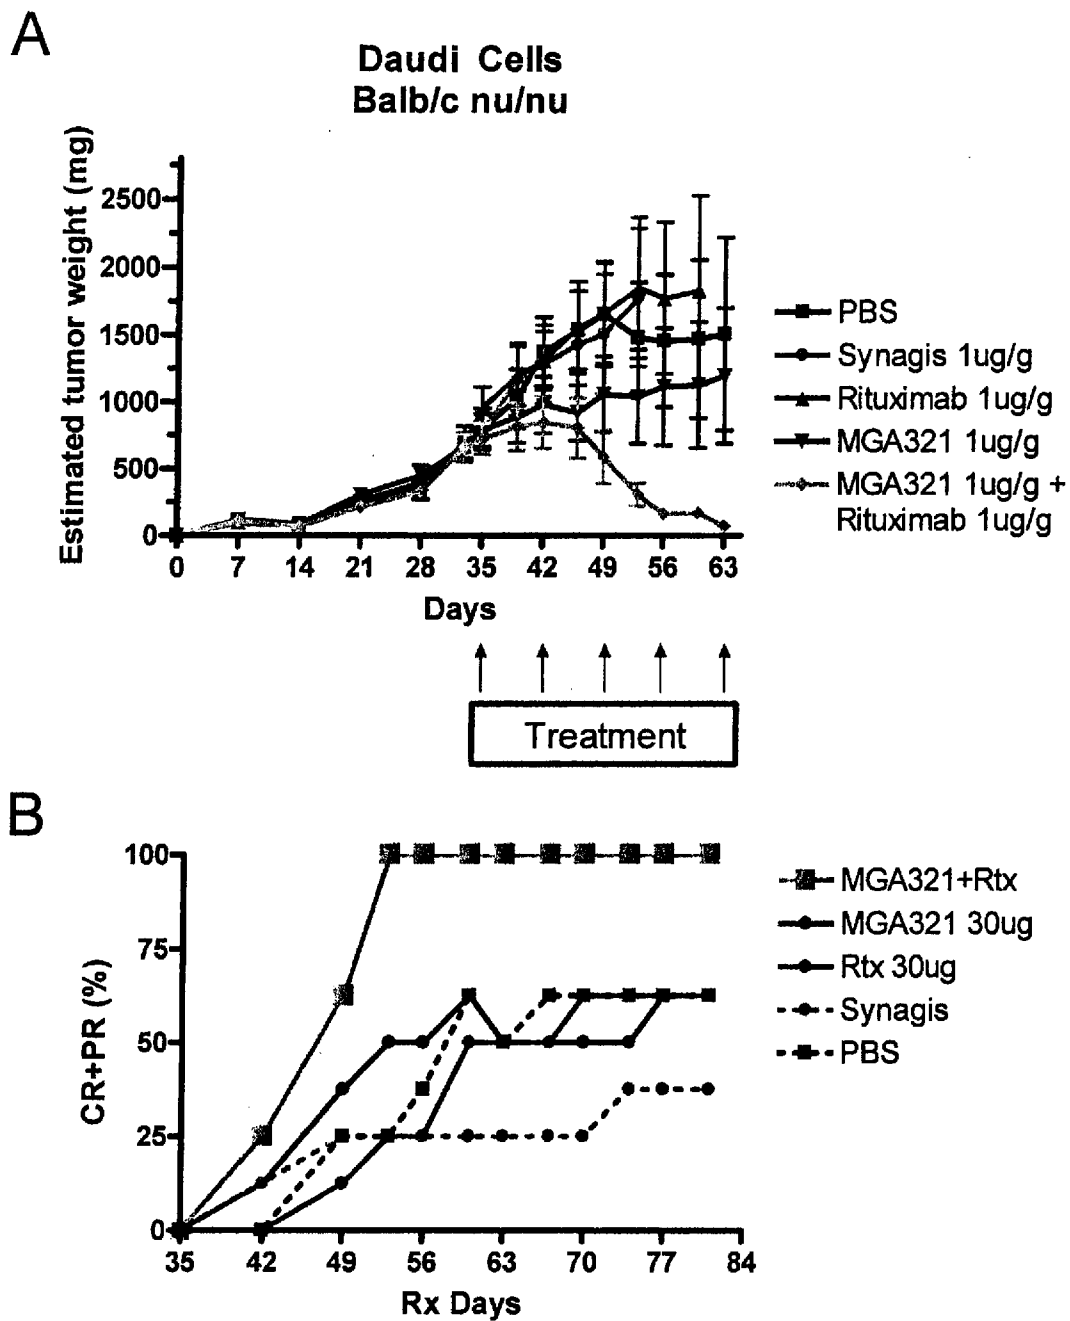 A
Daudi Cells
Balb/c nu/nu
Estimated tumor weight (mg)
2500
2000
1500
1000
500
0
0 7 14 21 28 35 42 49 56 63
Days
PBS
Synagis 1ug/g
Rituximab 1ug/g
MGA321 1ug/g
MGA321 1ug/g +
Rituximab 1ug/g
Treatment
B
CR+PR (%)
100
75
50
25
0
35 42 49 56 63 70 77 84
Rx Days
MGA321+Rtx
MGA321 30ug
Rtx 30ug
Synagis
PBS